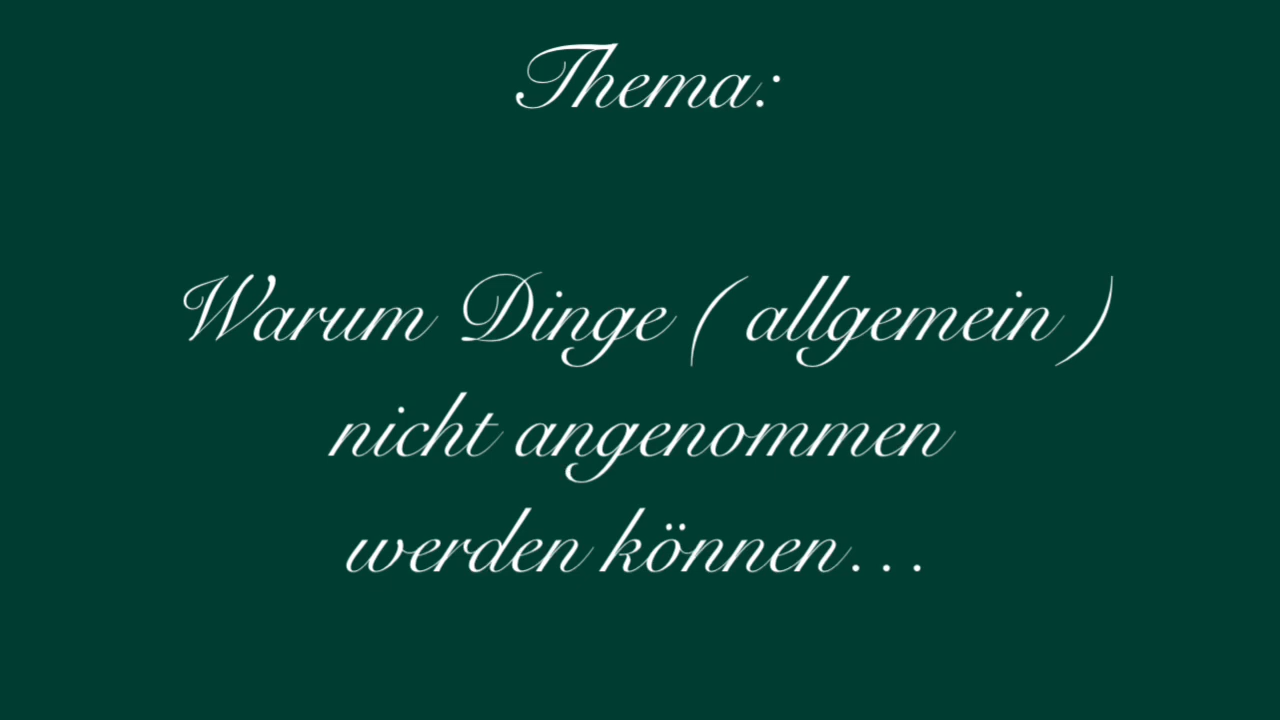 Thema:
Warum Dinge ( allgemein )
nicht angenommen
werden können...